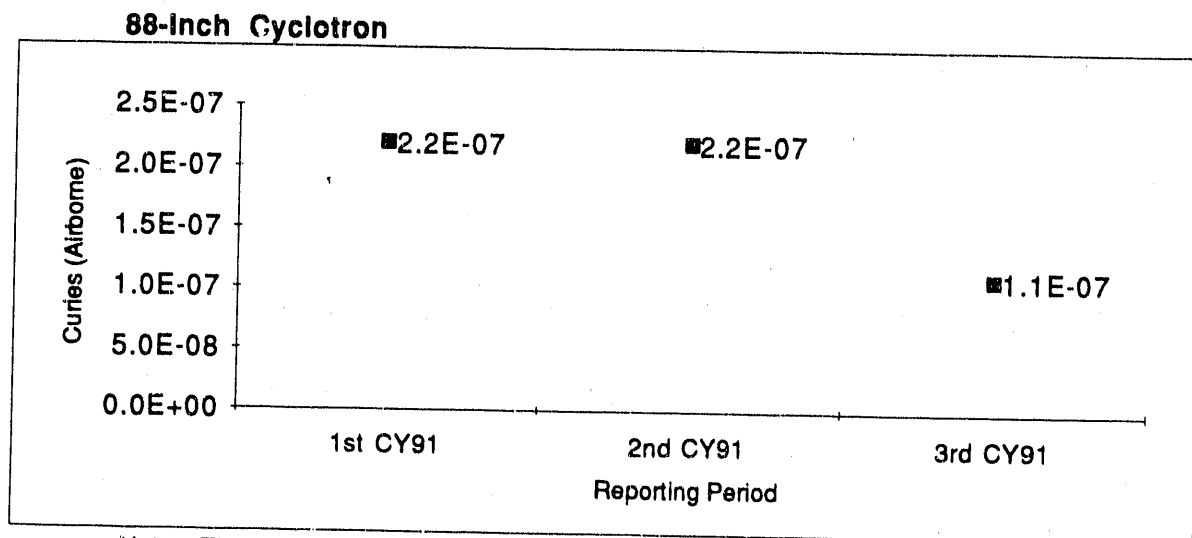 88-Inch Cyclotron
2.5E-07
2.0E-07
1.5E-07
1.0E-07
5.0E-08
0.0E+00
Curies (Airborne)
2.2E-07
2.2E-07
1.1E-07
1st CY91
2nd CY91
3rd CY91
Reporting Period